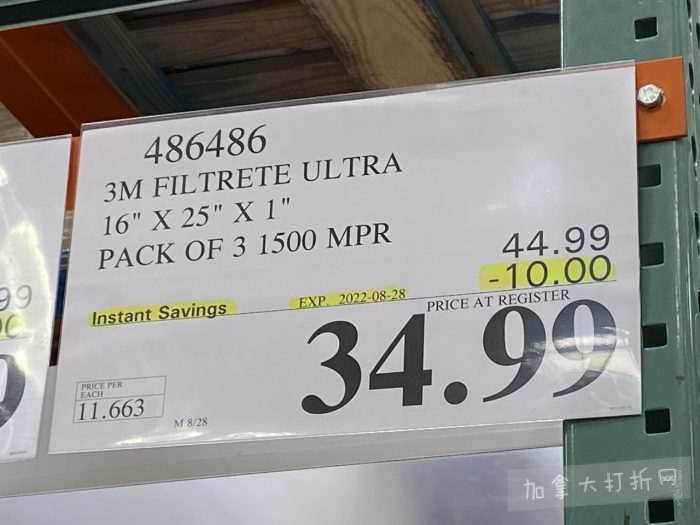 486486
3M FILTRETE ULTRA
16" X 25" X 1"
PACK OF 3 1500 MPR
44.99
-10.00
Instant Savings
EXP. 2022-08-28
PRICE AT REGISTER
34.99
PRICE PER
EACH
11.663
M 8/28
加拿大打折网